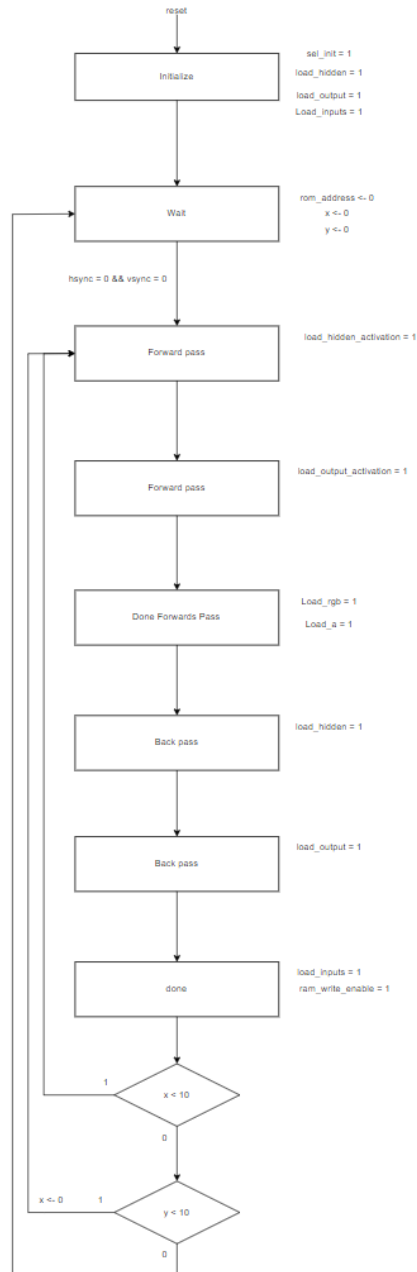 reset
Initialize
sel_init = 1
load_hidden = 1
load_output = 1
Load_inputs = 1
Wait
rom_address <- 0
x <- 0
y <- 0
hsync = 0 && vsync = 0
Forward pass
load_hidden_activation = 1
Forward pass
load_output_activation = 1
Done Forwards Pass
Load_rgb = 1
Load_a = 1
Back pass
load_hidden = 1
Back pass
load_output = 1
done
load_inputs = 1
ram_write_enable = 1
1
x < 10
0
x <- 0
1
y < 10
0